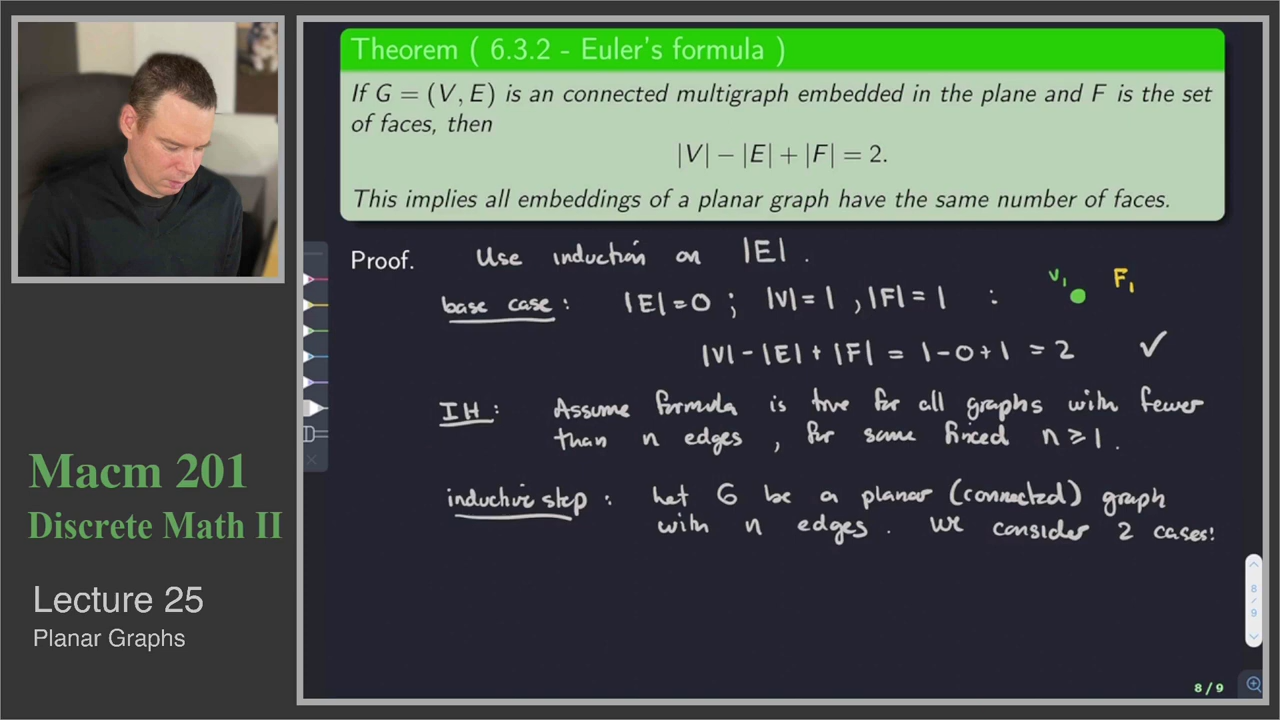 Theorem ( 6.3.2 - Euler's formula )
If G = (V, E) is an connected multigraph embedded in the plane and F is the set
of faces, then
|V| − |E| + |F| = 2.
This implies all embeddings of a planar graph have the same number of faces.
Proof. Use induction on |E| .
base case : |E| = 0 ; |V| = 1 , |F| = 1 : v₁ F₁
|V| - |E| + |F| = 1 - 0 + 1 = 2 ✓
IH : Assume formula is true for all graphs with fewer
than n edges , for some fixed n ≥ 1 .
inductive step : Let G be a planar (connected) graph
with n edges . We consider 2 cases:
Macm 201
Discrete Math II
Lecture 25
Planar Graphs
8
/
9
8 / 9